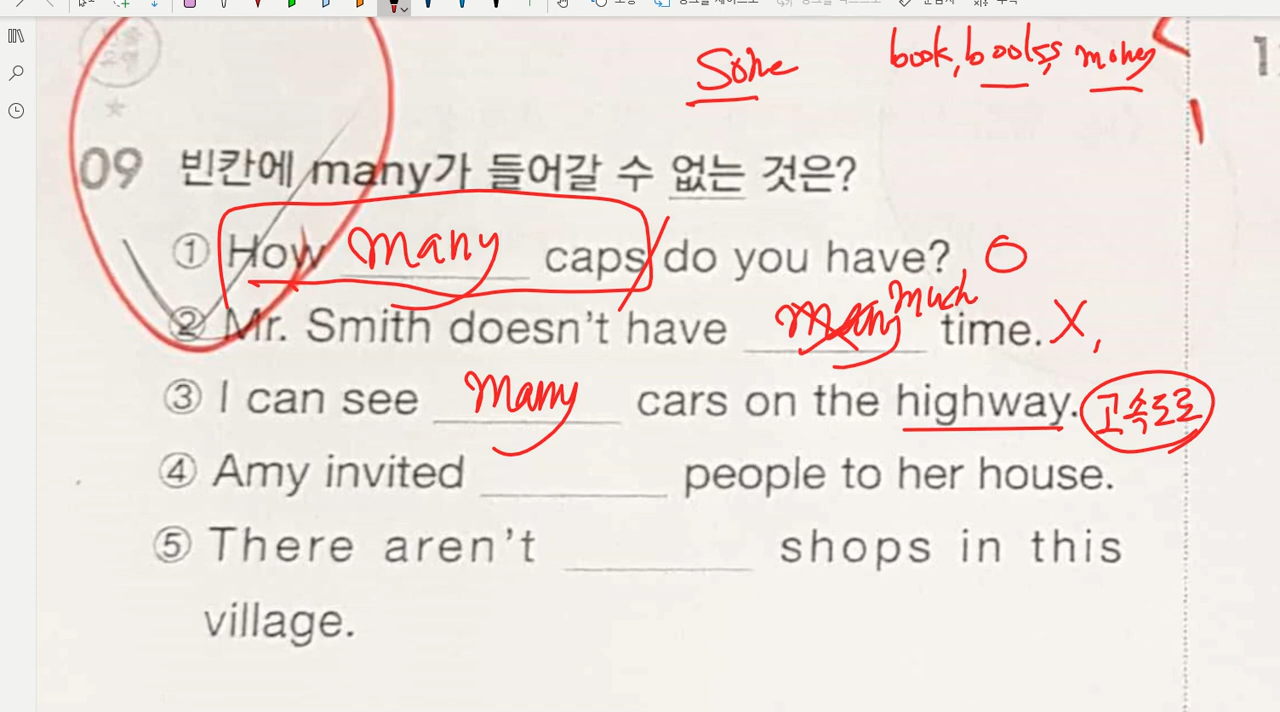 Some book, books, money
09 빈칸에 many가 들어갈 수 없는 것은?
① How many caps do you have? O
② Mr. Smith doesn't have many much time. X
③ I can see many cars on the highway. 고속도로
④ Amy invited ________ people to her house.
⑤ There aren't ________ shops in this
village.